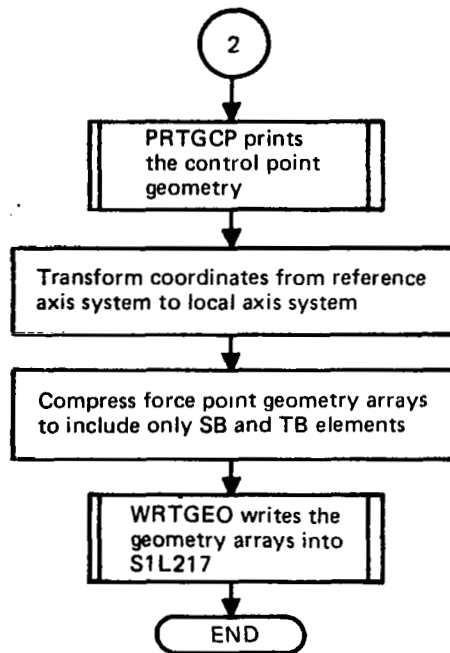 2
PRTGCP prints
the control point
geometry
Transform coordinates from reference
axis system to local axis system
Compress force point geometry arrays
to include only SB and TB elements
WRTGEO writes the
geometry arrays into
S1L217
END